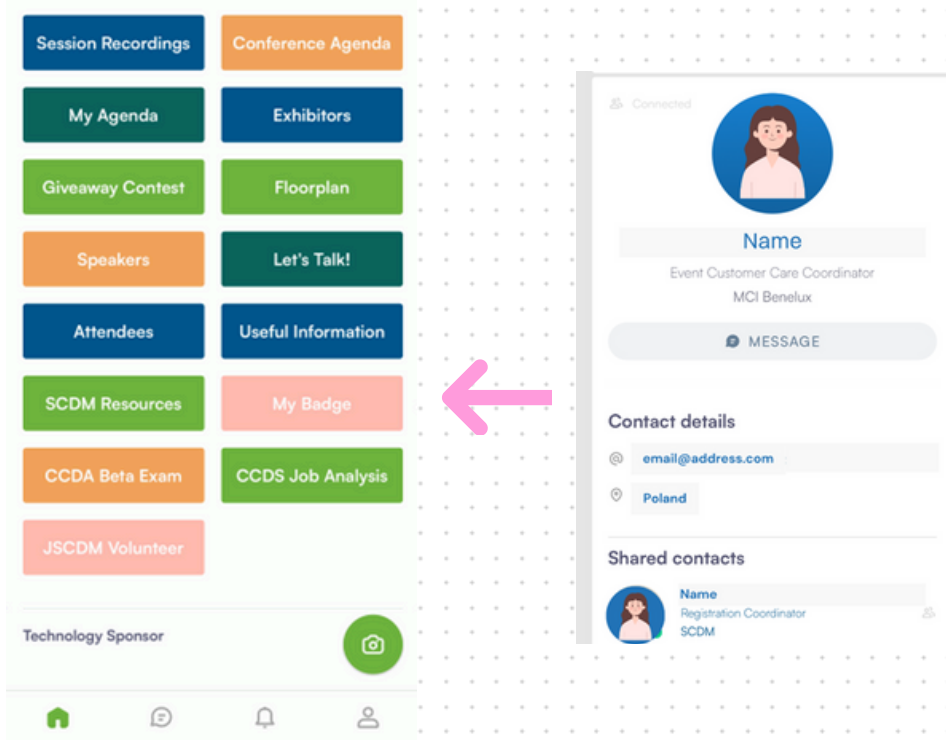 Session Recordings
Conference Agenda
My Agenda
Exhibitors
Giveaway Contest
Floorplan
Speakers
Let's Talk!
Attendees
Useful Information
SCDM Resources
My Badge
CCDA Beta Exam
CCDS Job Analysis
JSCDM Volunteer
Technology Sponsor
Connected
Name
Event Customer Care Coordinator
MCI Benelux
MESSAGE
Contact details
email@address.com
Poland
Shared contacts
Name
Registration Coordinator
SCDM